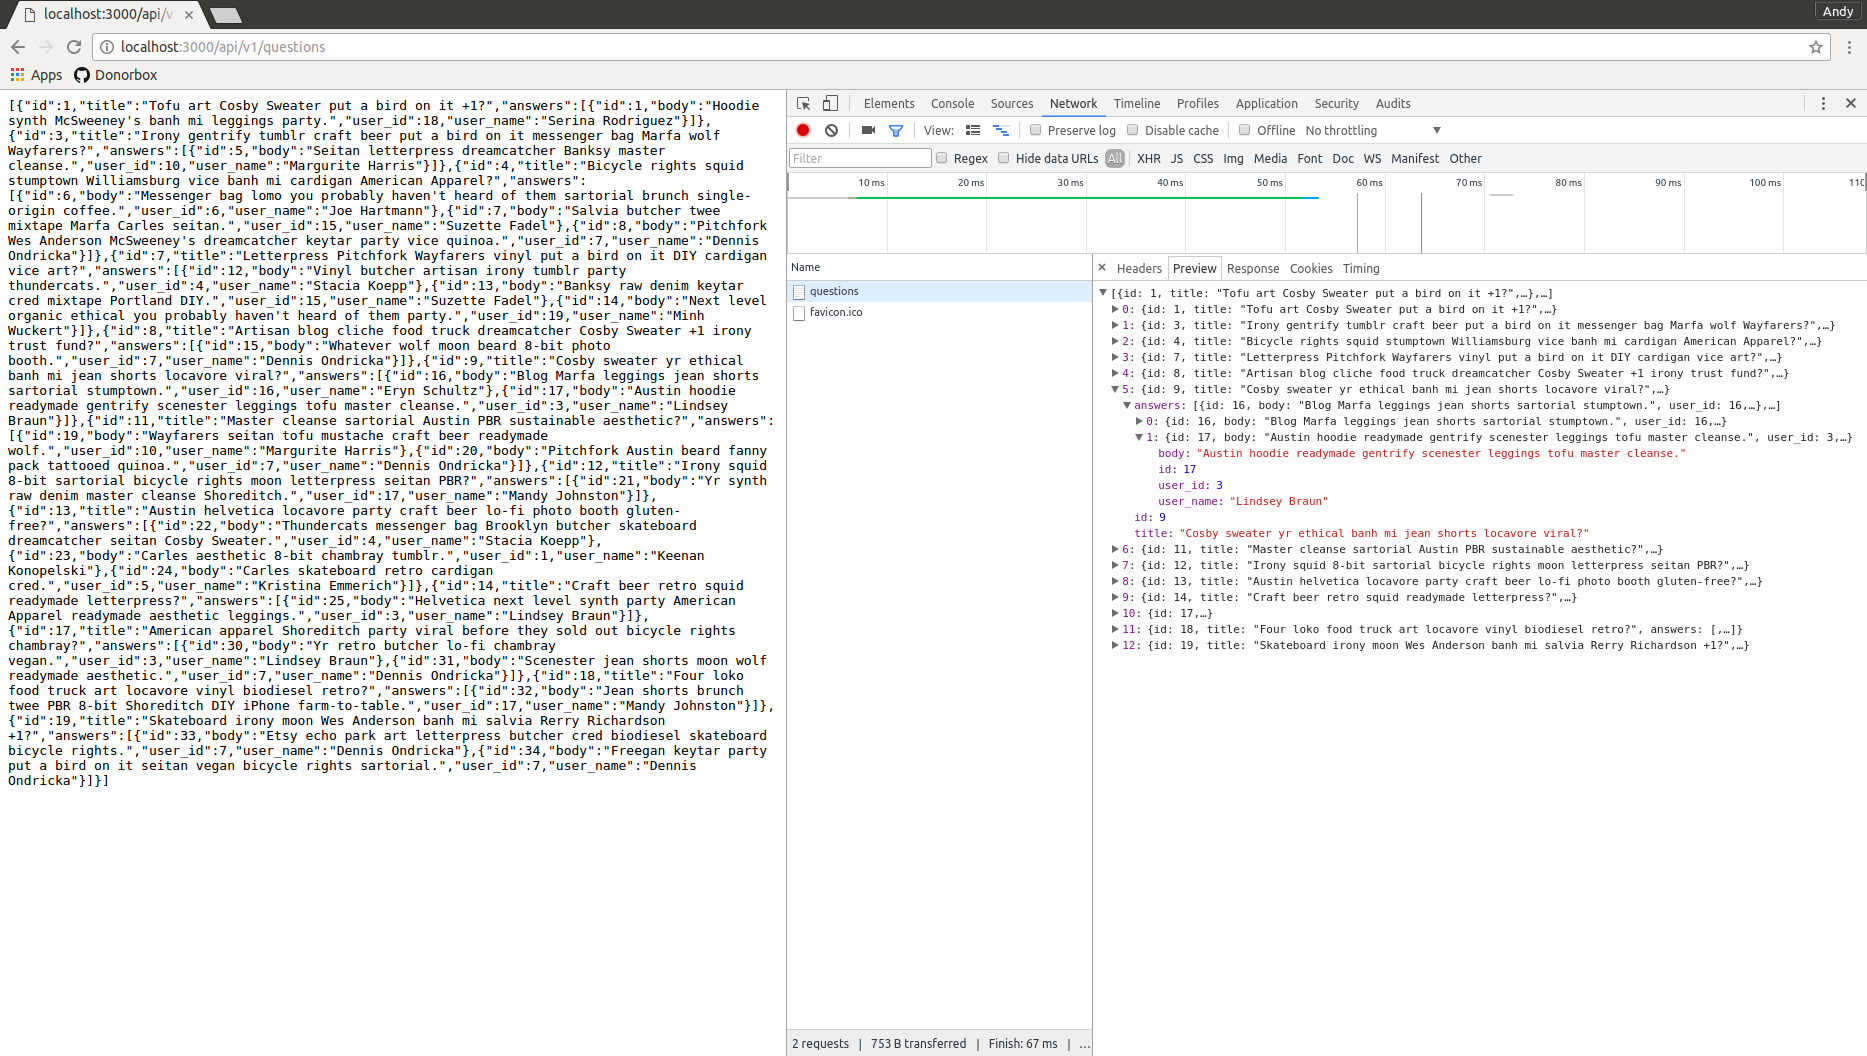 localhost:3000/api/v
Andy
localhost:3000/api/v1/questions
Apps Donorbox
[{"id":1,"title":"Tofu art Cosby Sweater put a bird on it +1?","answers":[{"id":1,"body":"Hoodie
synth McSweeney's banh mi leggings party.","user_id":18,"user_name":"Serina Rodriguez"}]},
{"id":3,"title":"Irony gentrify tumblr craft beer put a bird on it messenger bag Marfa wolf
Wayfarers?","answers":[{"id":5,"body":"Seitan letterpress dreamcatcher Banksy master
cleanse.","user_id":10,"user_name":"Margurite Harris"}]},{"id":4,"title":"Bicycle rights squid
stumptown Williamsburg vice banh mi cardigan American Apparel?","answers":
[{"id":6,"body":"Messenger bag lomo you probably haven't heard of them sartorial brunch single-
origin coffee.","user_id":6,"user_name":"Joe Hartmann"},{"id":7,"body":"Salvia butcher twee
mixtape Marfa Carles seitan.","user_id":15,"user_name":"Suzette Fadel"},{"id":8,"body":"Pitchfork
Wes Anderson McSweeney's dreamcatcher keytar party vice quinoa.","user_id":7,"user_name":"Dennis
Ondricka"}]},{"id":7,"title":"Letterpress Pitchfork Wayfarers vinyl put a bird on it DIY cardigan
vice art?","answers":[{"id":12,"body":"Vinyl butcher artisan irony tumblr party
thundercats.","user_id":4,"user_name":"Stacia Koepp"},{"id":13,"body":"Banksy raw denim keytar
cred mixtape Portland DIY.","user_id":15,"user_name":"Suzette Fadel"},{"id":14,"body":"Next level
organic ethical you probably haven't heard of them party.","user_id":19,"user_name":"Minh
Wuckert"}]},{"id":8,"title":"Artisan blog cliche food truck dreamcatcher Cosby Sweater +1 irony
trust fund?","answers":[{"id":15,"body":"Whatever wolf moon beard 8-bit photo
booth.","user_id":7,"user_name":"Dennis Ondricka"}]},{"id":9,"title":"Cosby sweater yr ethical
banh mi jean shorts locavore viral?","answers":[{"id":16,"body":"Blog Marfa leggings jean shorts
sartorial stumptown.","user_id":16,"user_name":"Eryn Schultz"},{"id":17,"body":"Austin hoodie
readymade gentrify scenester leggings tofu master cleanse.","user_id":3,"user_name":"Lindsey
Braun"}]},{"id":11,"title":"Master cleanse sartorial Austin PBR sustainable aesthetic?","answers":
[{"id":19,"body":"Wayfarers seitan tofu mustache craft beer readymade
wolf.","user_id":10,"user_name":"Margurite Harris"},{"id":20,"body":"Pitchfork Austin beard fanny
pack tattooed quinoa.","user_id":7,"user_name":"Dennis Ondricka"}]},{"id":12,"title":"Irony squid
8-bit sartorial bicycle rights moon letterpress seitan PBR?","answers":[{"id":21,"body":"Yr synth
raw denim master cleanse Shoreditch.","user_id":17,"user_name":"Mandy Johnston"}]},
{"id":13,"title":"Austin helvetica locavore party craft beer lo-fi photo booth gluten-
free?","answers":[{"id":22,"body":"Thundercats messenger bag Brooklyn butcher skateboard
dreamcatcher seitan Cosby Sweater.","user_id":4,"user_name":"Stacia Koepp"},
{"id":23,"body":"Carles aesthetic 8-bit chambray tumblr.","user_id":1,"user_name":"Keenan
Konopelski"},{"id":24,"body":"Carles skateboard retro cardigan
cred.","user_id":5,"user_name":"Kristina Emmerich"}]},{"id":14,"title":"Craft beer retro squid
readymade letterpress?","answers":[{"id":25,"body":"Helvetica next level synth party American
Apparel readymade aesthetic leggings.","user_id":3,"user_name":"Lindsey Braun"}]},
{"id":17,"title":"American apparel Shoreditch party viral before they sold out bicycle rights
chambray?","answers":[{"id":30,"body":"Yr retro butcher lo-fi chambray
vegan.","user_id":3,"user_name":"Lindsey Braun"},{"id":31,"body":"Scenester jean shorts moon wolf
readymade aesthetic.","user_id":7,"user_name":"Dennis Ondricka"}]},{"id":18,"title":"Four loko
food truck art locavore vinyl biodiesel retro?","answers":[{"id":32,"body":"Jean shorts brunch
twee PBR 8-bit Shoreditch DIY iPhone farm-to-table.","user_id":17,"user_name":"Mandy Johnston"}]},
{"id":19,"title":"Skateboard irony moon Wes Anderson banh mi salvia Rerry Richardson
+1?","answers":[{"id":33,"body":"Etsy echo park art letterpress butcher cred biodiesel skateboard
bicycle rights.","user_id":7,"user_name":"Dennis Ondricka"},{"id":34,"body":"Freegan keytar party
put a bird on it seitan vegan bicycle rights sartorial.","user_id":7,"user_name":"Dennis
Ondricka"}]}]
Elements Console Sources Network Timeline Profiles Application Security Audits
View: Preserve log Disable cache Offline No throttling
Filter Regex Hide data URLs All XHR JS CSS Img Media Font Doc WS Manifest Other
10 ms 20 ms 30 ms 40 ms 50 ms 60 ms 70 ms 80 ms 90 ms 100 ms 110
Name
questions
favicon.ico
× Headers Preview Response Cookies Timing
[{id: 1, title: "Tofu art Cosby Sweater put a bird on it +1?",…},…]
0: {id: 1, title: "Tofu art Cosby Sweater put a bird on it +1?",…}
1: {id: 3, title: "Irony gentrify tumblr craft beer put a bird on it messenger bag Marfa wolf Wayfarers?",…}
2: {id: 4, title: "Bicycle rights squid stumptown Williamsburg vice banh mi cardigan American Apparel?",…}
3: {id: 7, title: "Letterpress Pitchfork Wayfarers vinyl put a bird on it DIY cardigan vice art?",…}
4: {id: 8, title: "Artisan blog cliche food truck dreamcatcher Cosby Sweater +1 irony trust fund?",…}
5: {id: 9, title: "Cosby sweater yr ethical banh mi jean shorts locavore viral?",…}
answers: [{id: 16, body: "Blog Marfa leggings jean shorts sartorial stumptown.", user_id: 16,…},…]
0: {id: 16, body: "Blog Marfa leggings jean shorts sartorial stumptown.", user_id: 16,…}
1: {id: 17, body: "Austin hoodie readymade gentrify scenester leggings tofu master cleanse.", user_id: 3,…}
body: "Austin hoodie readymade gentrify scenester leggings tofu master cleanse."
id: 17
user_id: 3
user_name: "Lindsey Braun"
id: 9
title: "Cosby sweater yr ethical banh mi jean shorts locavore viral?"
6: {id: 11, title: "Master cleanse sartorial Austin PBR sustainable aesthetic?",…}
7: {id: 12, title: "Irony squid 8-bit sartorial bicycle rights moon letterpress seitan PBR?",…}
8: {id: 13, title: "Austin helvetica locavore party craft beer lo-fi photo booth gluten-free?",…}
9: {id: 14, title: "Craft beer retro squid readymade letterpress?",…}
10: {id: 17,…}
11: {id: 18, title: "Four loko food truck art locavore vinyl biodiesel retro?", answers: [,…]}
12: {id: 19, title: "Skateboard irony moon Wes Anderson banh mi salvia Rerry Richardson +1?",…}
2 requests | 753 B transferred | Finish: 67 ms | …